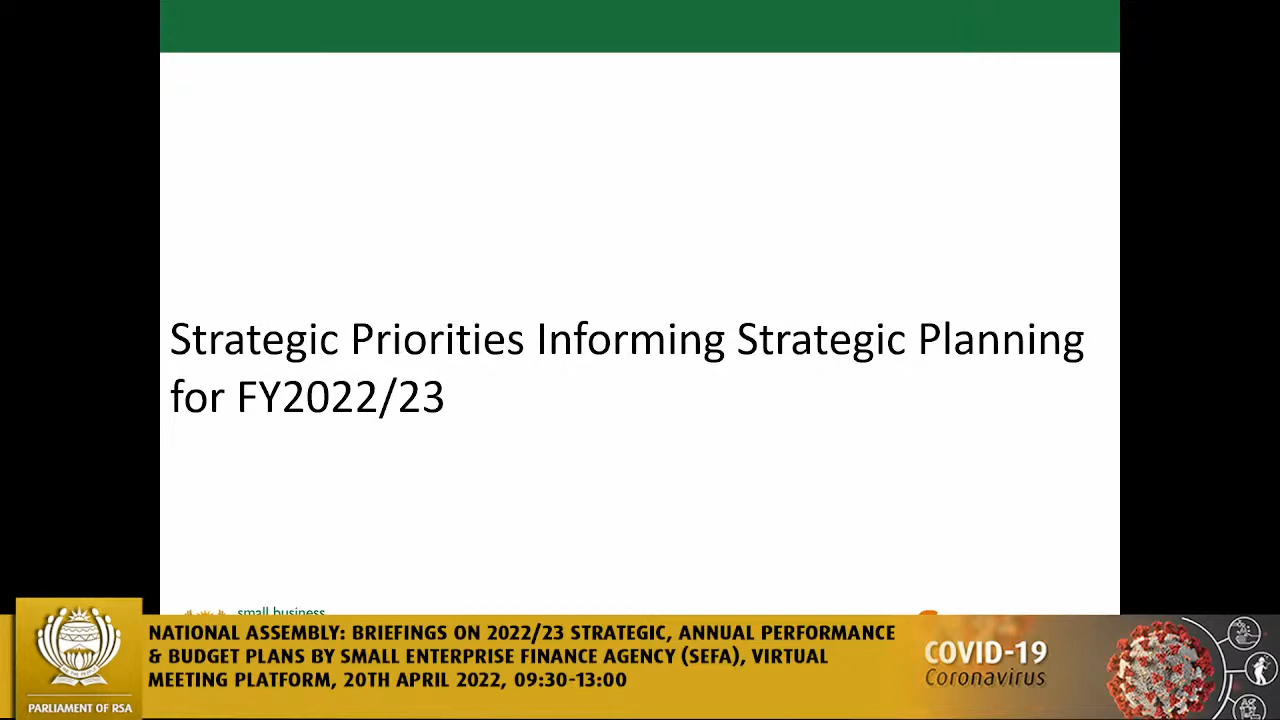 Strategic Priorities Informing Strategic Planning
for FY2022/23
small business
NATIONAL ASSEMBLY: BRIEFINGS ON 2022/23 STRATEGIC, ANNUAL PERFORMANCE
& BUDGET PLANS BY SMALL ENTERPRISE FINANCE AGENCY (SEFA), VIRTUAL
MEETING PLATFORM, 20TH APRIL 2022, 09:30-13:00
PARLIAMENT OF RSA
COVID-19
Coronavirus